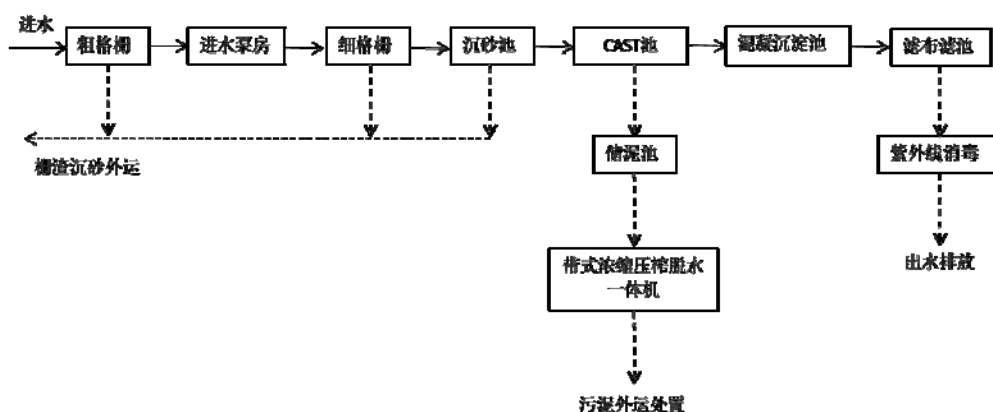 进水
粗格栅
进水泵房
细格栅
沉砂池
CAST池
混凝沉淀池
滤布滤池
栅渣沉砂外运
储泥池
紫外线消毒
带式浓缩压榨脱水
一体机
出水排放
污泥外运处置